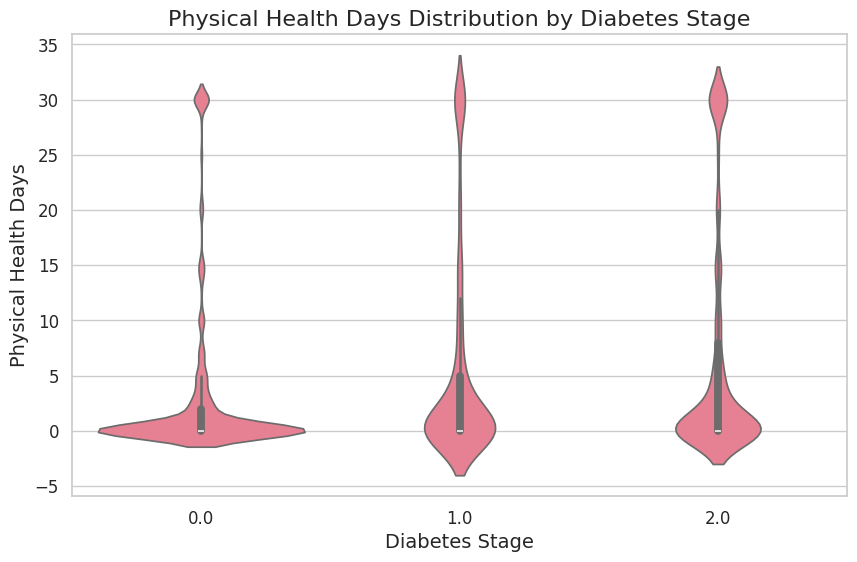 Physical Health Days Distribution by Diabetes Stage
35
30
25
20
15
10
5
0
−5
Physical Health Days
0.0 1.0 2.0
Diabetes Stage